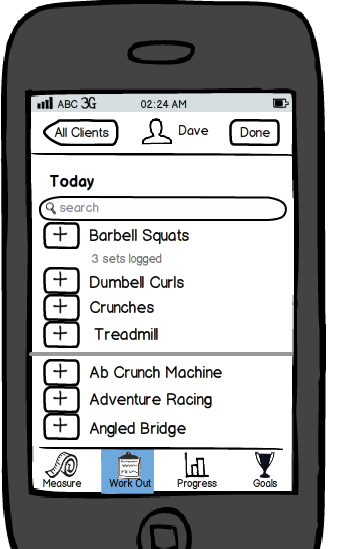 ABC 3G 02:24 AM
All Clients Dave Done
Today
search
Barbell Squats
3 sets logged
Dumbell Curls
Crunches
Treadmill
Ab Crunch Machine
Adventure Racing
Angled Bridge
Measure Work Out Progress Goals